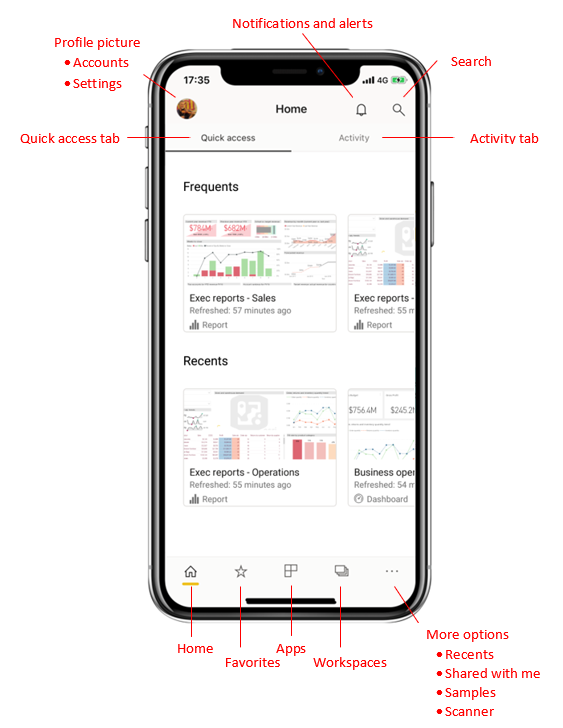 Notifications and alerts
Profile picture
• Accounts
• Settings
Search
17:35
4G
Home
Quick access tab
Quick access
Activity
Activity tab
Frequents
$784M
$682M
Exec reports - Sales
Refreshed: 57 minutes ago
Report
Exec reports -
Refreshed: 55 m
Report
Recents
$756.4M
$245.2
Exec reports - Operations
Refreshed: 55 minutes ago
Report
Business oper
Refreshed: 54 m
Dashboard
Home
Favorites
Apps
Workspaces
More options
• Recents
• Shared with me
• Samples
• Scanner